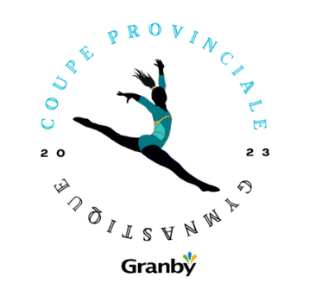 COUPE PROVINCIALE
20 23
GYMNASTIQUE
Granby